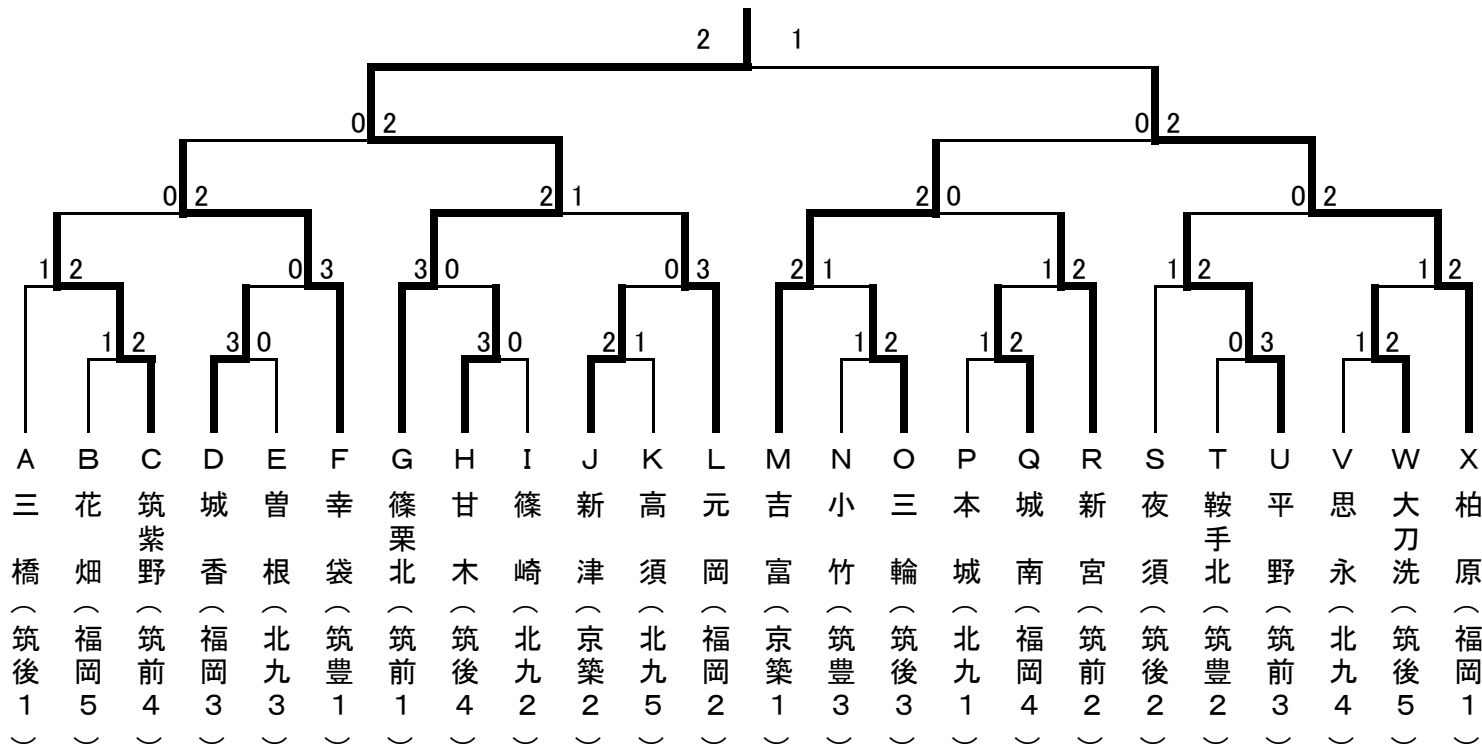 2 1
0 2 0 2
0 2 2 1 2 0 0 2
1 2 0 3 3 0 0 3 2 1 1 2 1 2 1 2
1 2 3 0 3 0 2 1 1 2 1 2 0 3 1 2
A 三橋（筑後1）
B 花畑（福岡5）
C 筑紫野（筑前4）
D 城香（福岡3）
E 曽根（北九3）
F 幸袋（筑豊1）
G 篠栗北（筑前1）
H 甘木（筑後4）
I 篠崎（北九2）
J 新津（京築2）
K 高須（北九5）
L 元岡（福岡2）
M 吉富（京築1）
N 小竹（筑豊3）
O 三輪（筑後3）
P 本城（北九1）
Q 城南（福岡4）
R 新宮（筑前2）
S 夜須（筑後2）
T 鞍手北（筑豊2）
U 平野（筑前3）
V 思永（北九4）
W 大刀洗（筑後5）
X 柏原（福岡1）